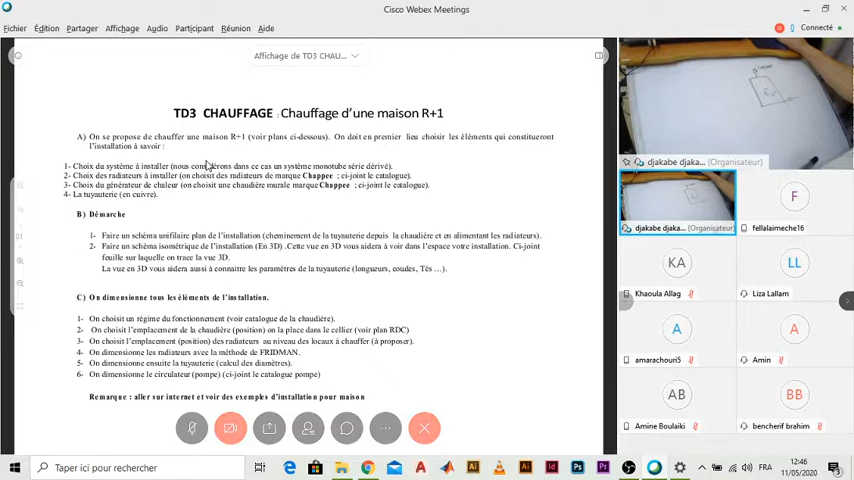 Cisco Webex Meetings
Fichier Édition Partager Affichage Participant Réunion Aide
Connecté
Affichage de TD3 CHAU...
TD3 CHAUFFAGE : Chauffage d'une maison R+1
A) On se propose de chauffer une maison R+1 (voir plans ci-dessous). On doit en premier lieu choisir les éléments qui constitueront
l'installation à savoir :
1- Choix du système à installer (nous considérons dans ce cas un système monotube série dérivé).
2- Choix des radiateurs à installer (on choisit des radiateurs de marque Chappee ; ci-joint le catalogue).
3- Choix du générateur de chaleur (on choisit une chaudière murale marque Chappee ; ci-joint le catalogue).
4- La tuyauterie (en cuivre).
B) Démarche
1- Faire un schéma unifilaire plan de l'installation (cheminement de la tuyauterie depuis la chaudière et en alimentant les radiateurs).
2- Faire un schéma isométrique de l'installation (En 3D) .Cette vue en 3D vous aidera à voir dans l'espace votre installation. Ci-joint
feuille sur laquelle on trace la vue 3D.
La vue en 3D vous aidera aussi à connaitre les paramètres de la tuyauterie (longueurs, coudes, Tés ...).
C) On dimensionne tous les éléments de l'installation.
1- On choisit un régime du fonctionnement (voir catalogue de la chaudière).
2- On choisit l'emplacement de la chaudière (position) on la place dans le cellier (voir plan RDC)
3- On choisit l'emplacement (position) des radiateurs au niveau des locaux à chauffer (à proposer).
4- On dimensionne les radiateurs avec la méthode de FRIDMAN.
5- On dimensionne ensuite la tuyauterie (calcul des diamètres).
6- On dimensionne le circulateur (pompe) (ci-joint le catalogue pompe)
Remarque : aller sur internet et voir des exemples d'installation pour maison
djakabe djaka... (Organisateur)
djakabe djaka... (Organisateur)
F
fellalaimeche16
KA
Khaoula Allag
LL
Liza Lallam
A
amarachouri5
A
Amin
AB
Amine Boulaiki
BB
bencherif brahim
Taper ici pour rechercher
FRA
12:46
11/05/2020